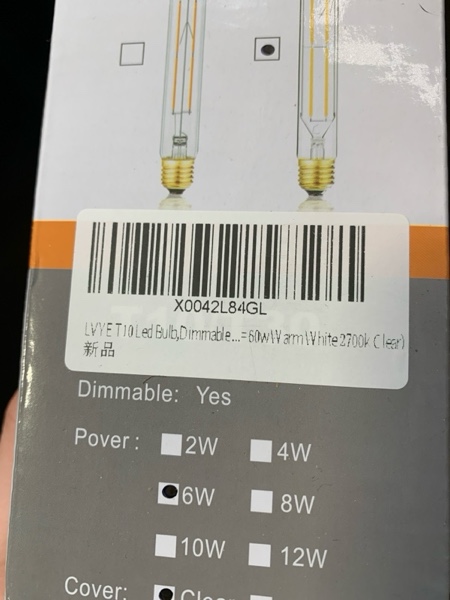 X0042L84GL
LVYE T10 Led Bulb,Dimmable...=60w\Warm White 2700k Clear)
新品
Dimmable: Yes
Pover: 2W 4W
6W 8W
10W 12W
Cover: Clear